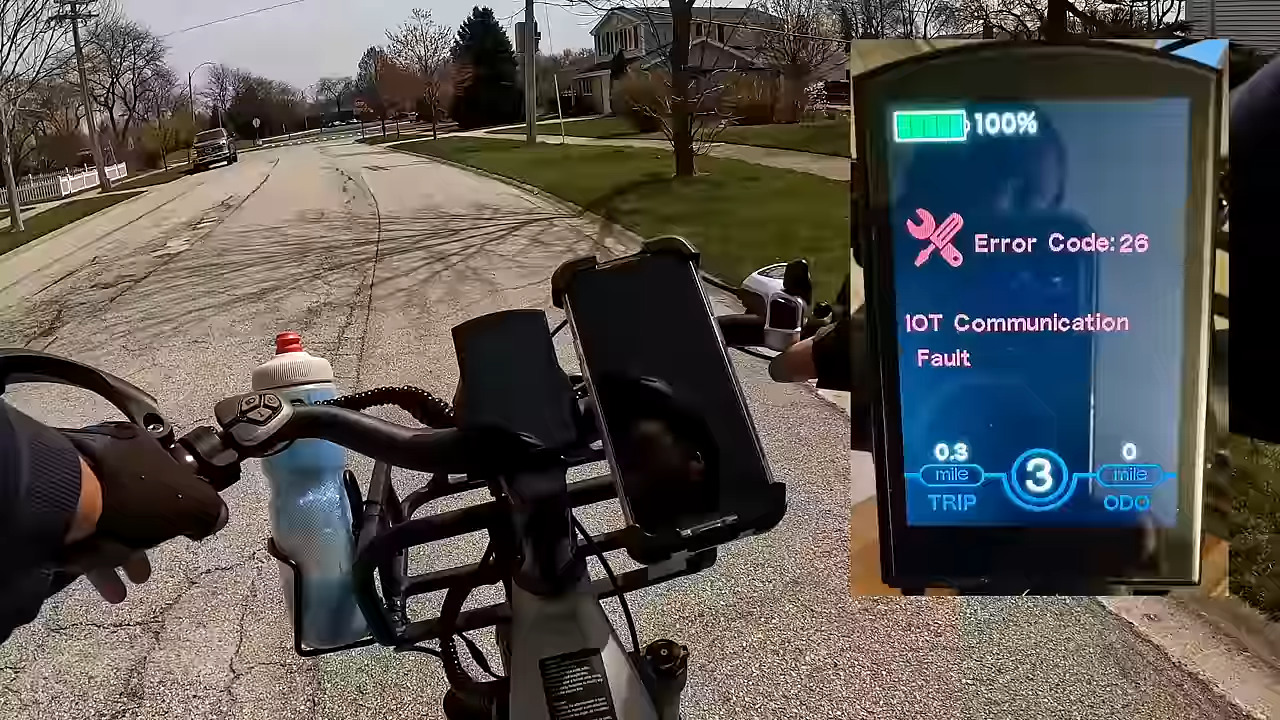 100%
Error Code: 26
IOT Communication
Fault
0.3
mile
TRIP
3
0
mile
ODO